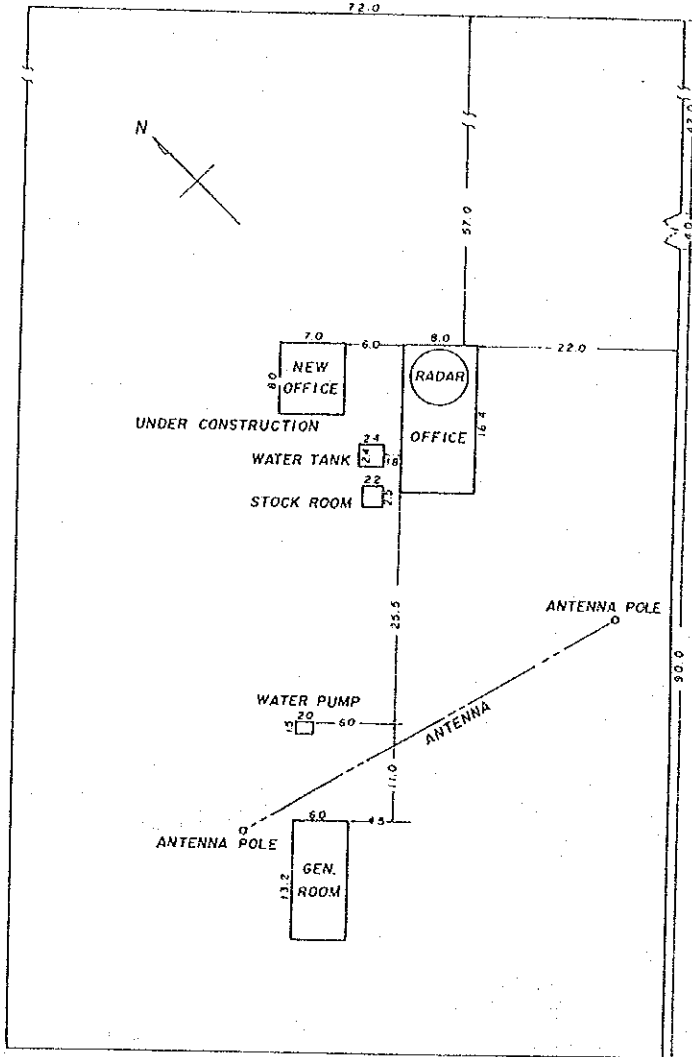 72.0
N
43.0
4.0
57.0
7.0
6.0
8.0
22.0
8.0
NEW
OFFICE
RADAR
OFFICE
16.4
UNDER CONSTRUCTION
WATER TANK
2.4
2.4
1.8
STOCK ROOM
2.2
2.5
25.5
ANTENNA POLE
90.0
WATER PUMP
2.0
1.5
6.0
ANTENNA
11.0
ANTENNA POLE
6.0
4.5
GEN.
ROOM
13.2